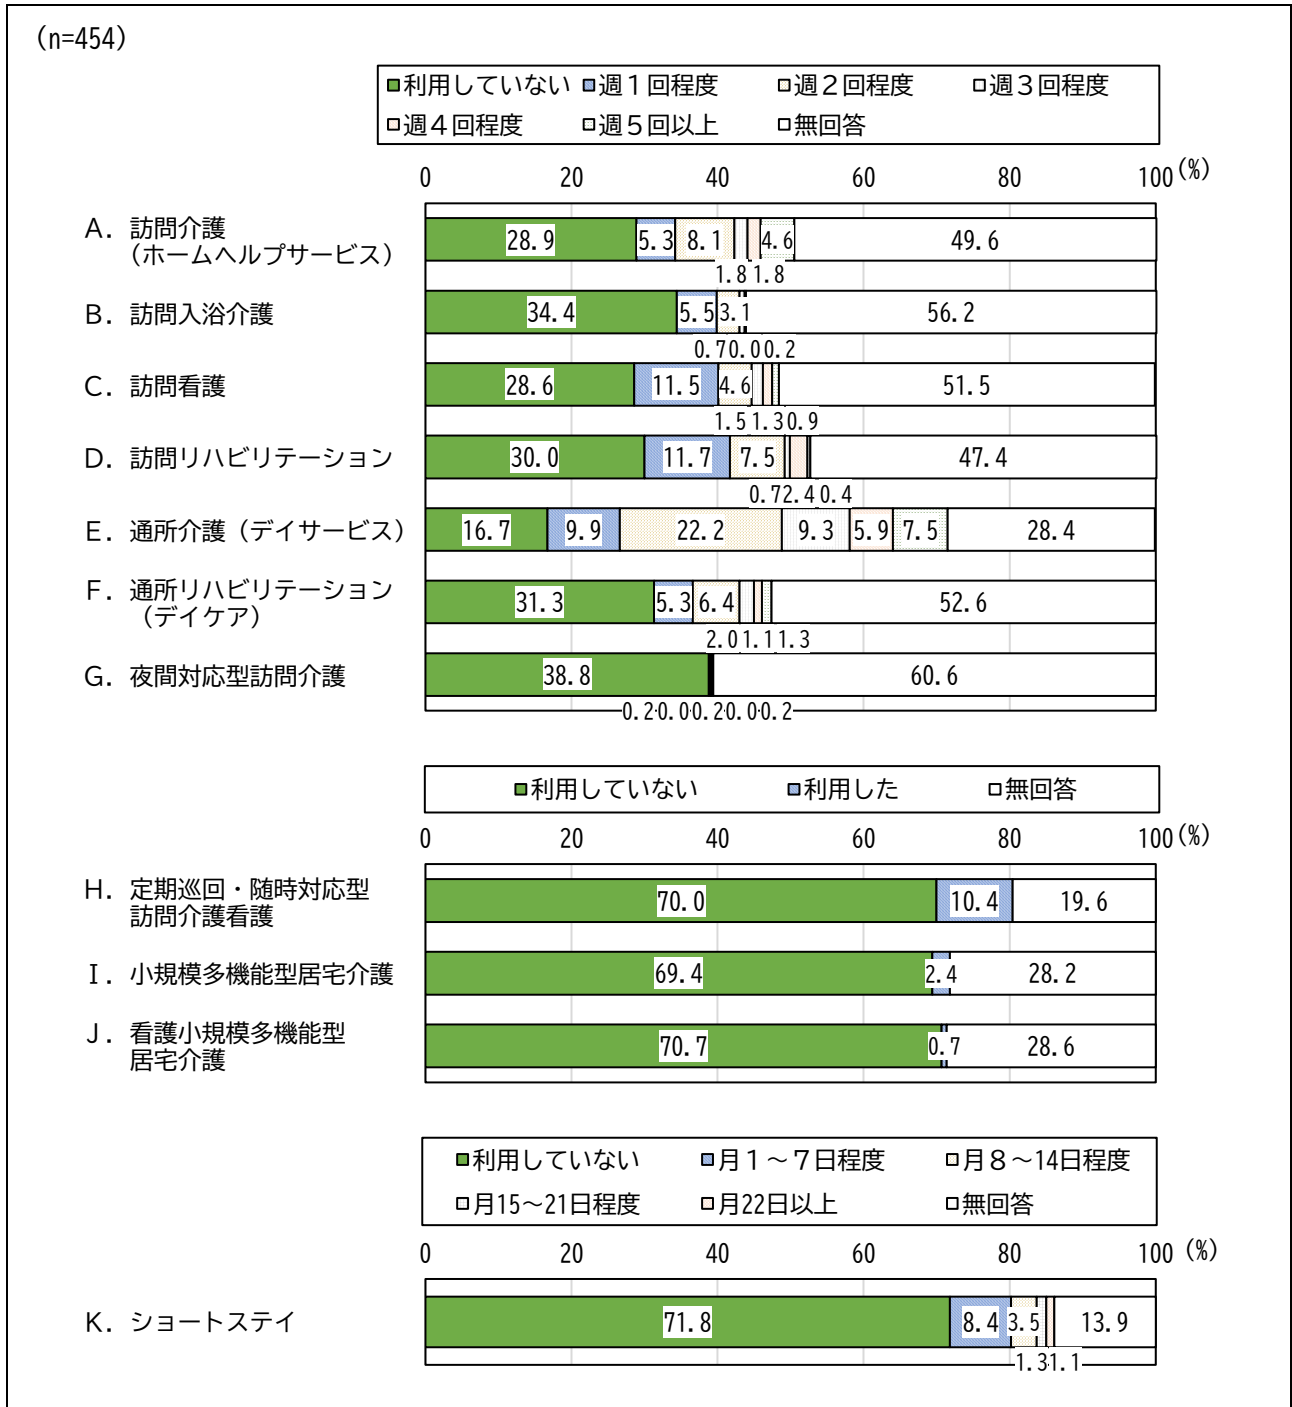 (n=454)
■利用していない ■週１回程度 □週２回程度 □週３回程度
□週４回程度 □週５回以上 □無回答
0 20 40 60 80 100 (%)
A．訪問介護
（ホームヘルプサービス）
28.9 5.3 8.1 4.6 49.6
1.8 1.8
B．訪問入浴介護
34.4 5.5 3.1 56.2
0.7 0.0 0.2
C．訪問看護
28.6 11.5 4.6 51.5
1.5 1.3 0.9
D．訪問リハビリテーション
30.0 11.7 7.5 47.4
0.7 2.4 0.4
E．通所介護（デイサービス）
16.7 9.9 22.2 9.3 5.9 7.5 28.4
F．通所リハビリテーション
（デイケア）
31.3 5.3 6.4 52.6
2.0 1.1 1.3
G．夜間対応型訪問介護
38.8 60.6
0.2 0.0 0.2 0.0 0.2
■利用していない ■利用した □無回答
0 20 40 60 80 100 (%)
H．定期巡回・随時対応型
訪問介護看護
70.0 10.4 19.6
I．小規模多機能型居宅介護
69.4 2.4 28.2
J．看護小規模多機能型
居宅介護
70.7 0.7 28.6
■利用していない ■月１～７日程度 □月８～14日程度
□月15～21日程度 □月22日以上 □無回答
0 20 40 60 80 100 (%)
K．ショートステイ
71.8 8.4 3.5 13.9
1.3 1.1